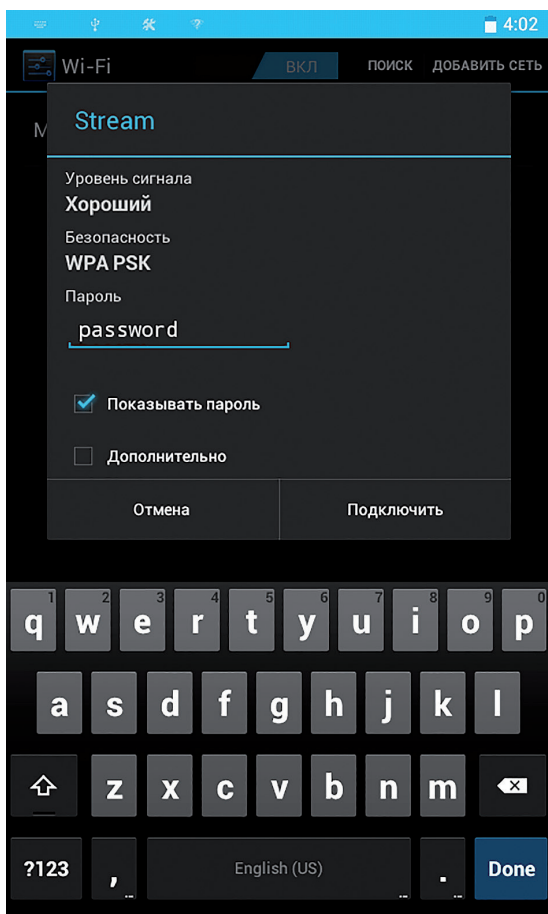 4:02
Wi-Fi ВКЛ ПОИСК ДОБАВИТЬ СЕТЬ
M
Stream
Уровень сигнала
Хороший
Безопасность
WPA PSK
Пароль
password
Показывать пароль
Дополнительно
Отмена Подключить
1 2 3 4 5 6 7 8 9 0
q w e r t y u i o p
a s d f g h j k l
z x c v b n m
?123 , English (US) . Done